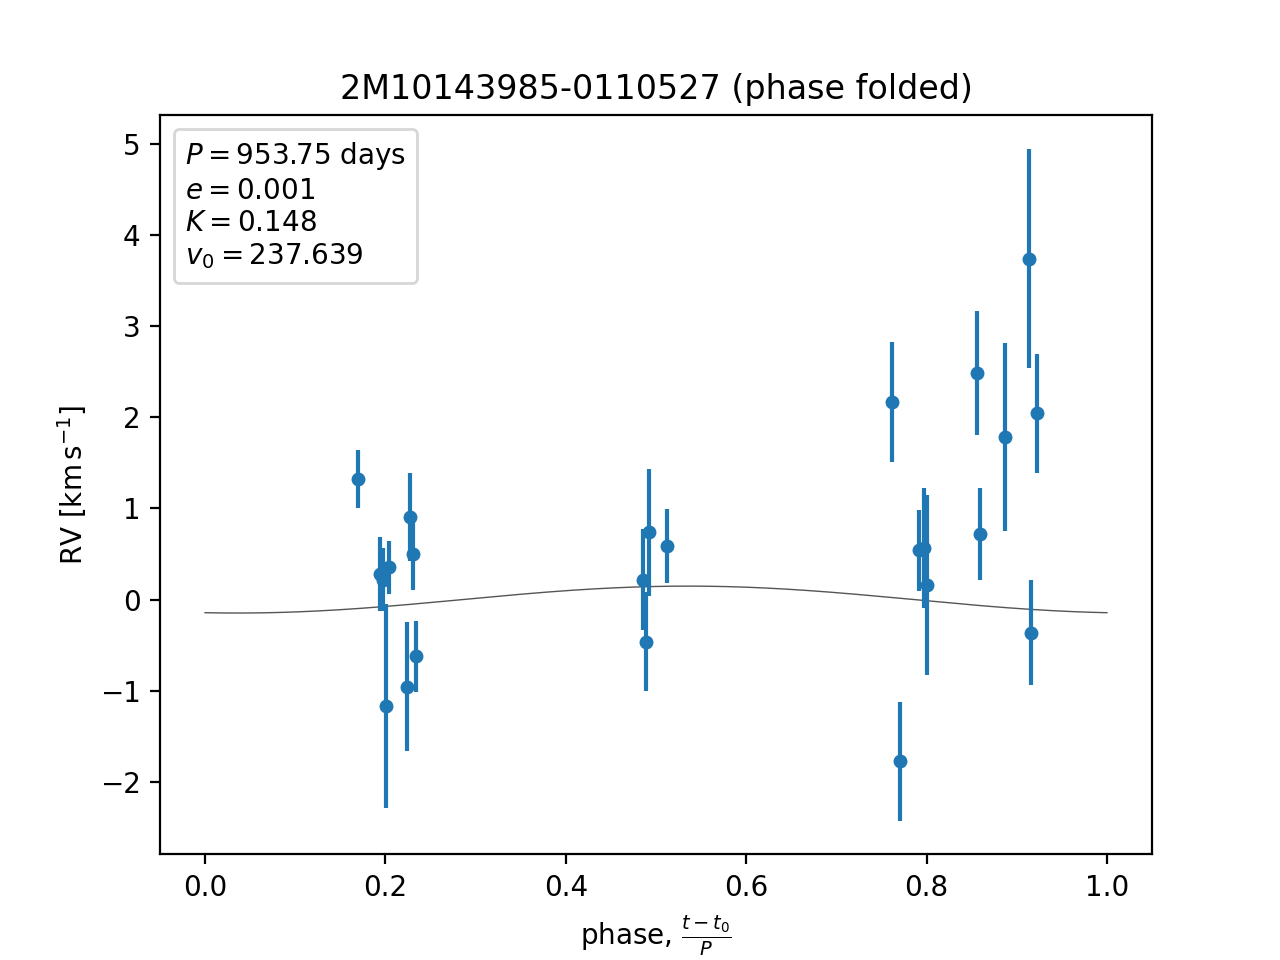 2M10143985-0110527 (phase folded)
P = 953.75 days
e = 0.001
K = 0.148
v₀ = 237.639
RV [km s⁻¹]
5
4
3
2
1
0
−1
−2
0.0 0.2 0.4 0.6 0.8 1.0
phase, (t − t₀)/P